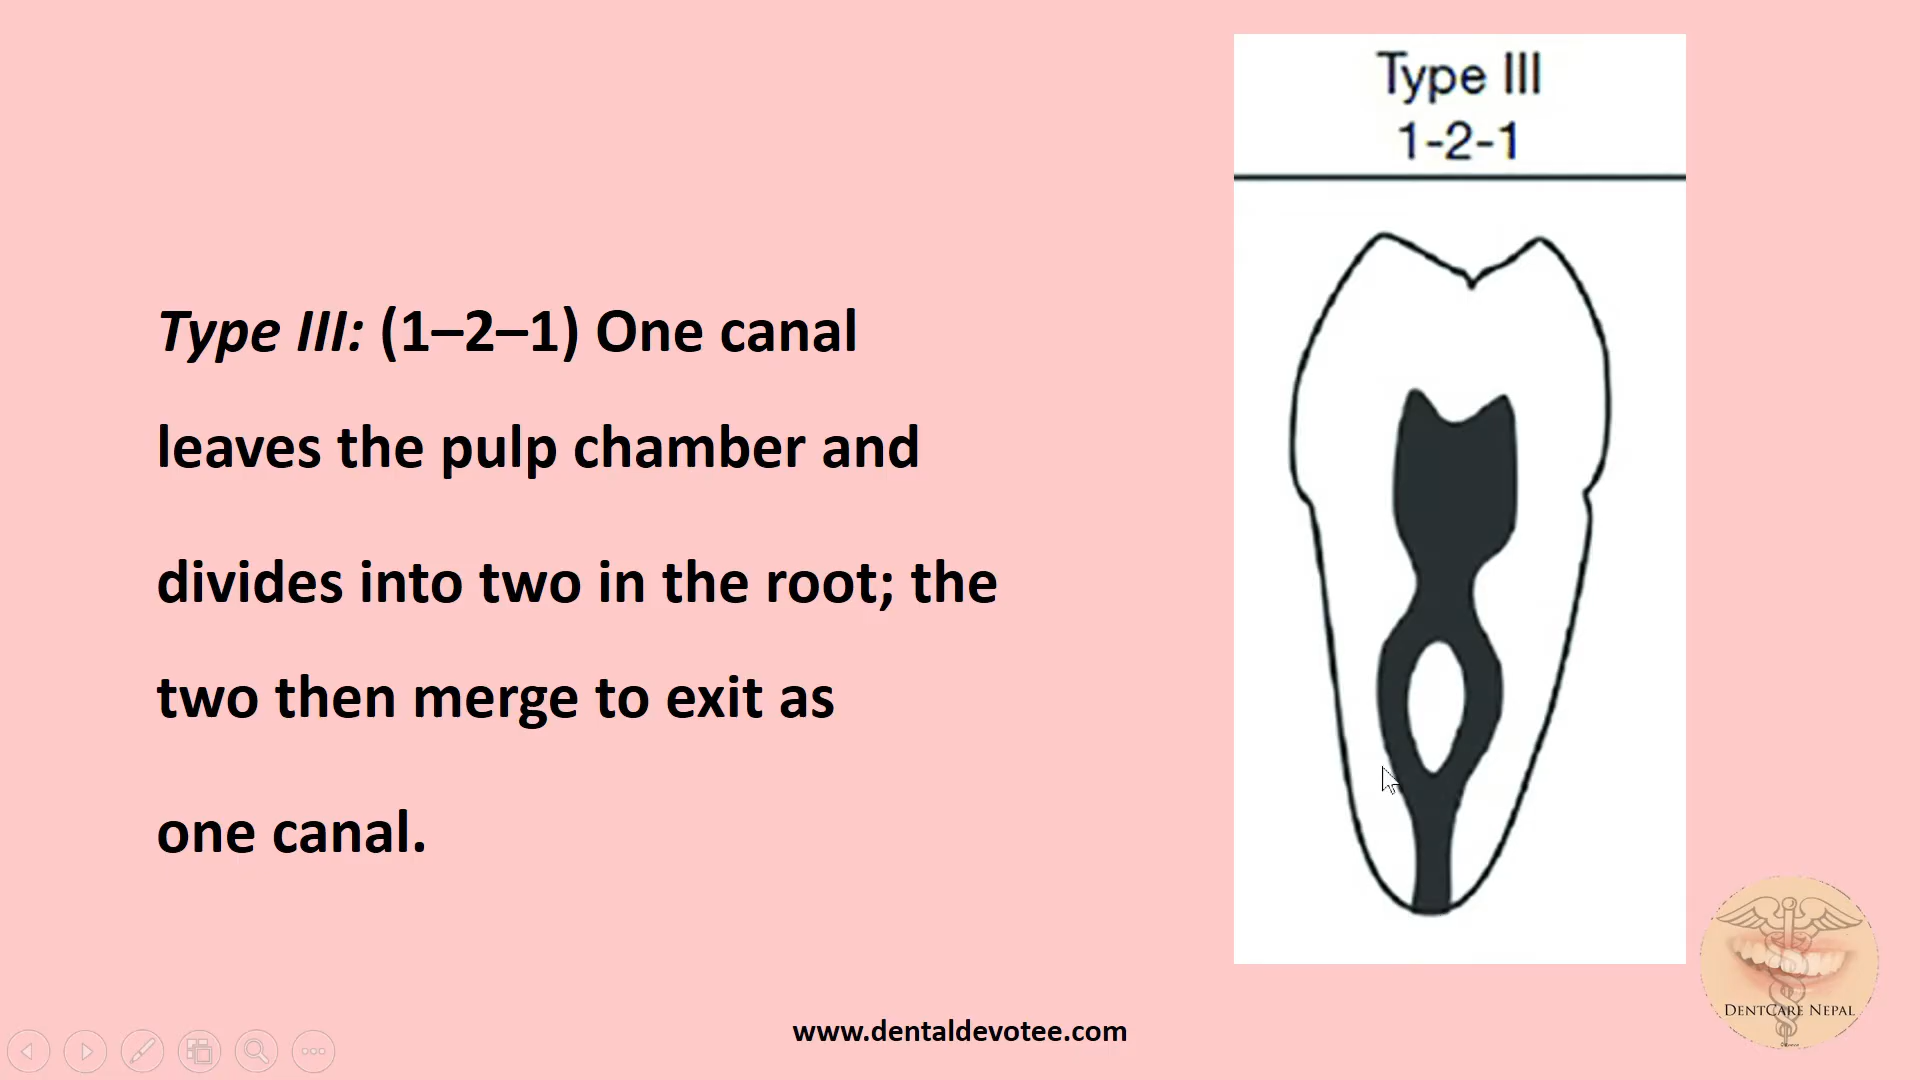 Type III
1-2-1
Type III: (1–2–1) One canal
leaves the pulp chamber and
divides into two in the root; the
two then merge to exit as
one canal.
DENTCARE NEPAL
www.dentaldevotee.com